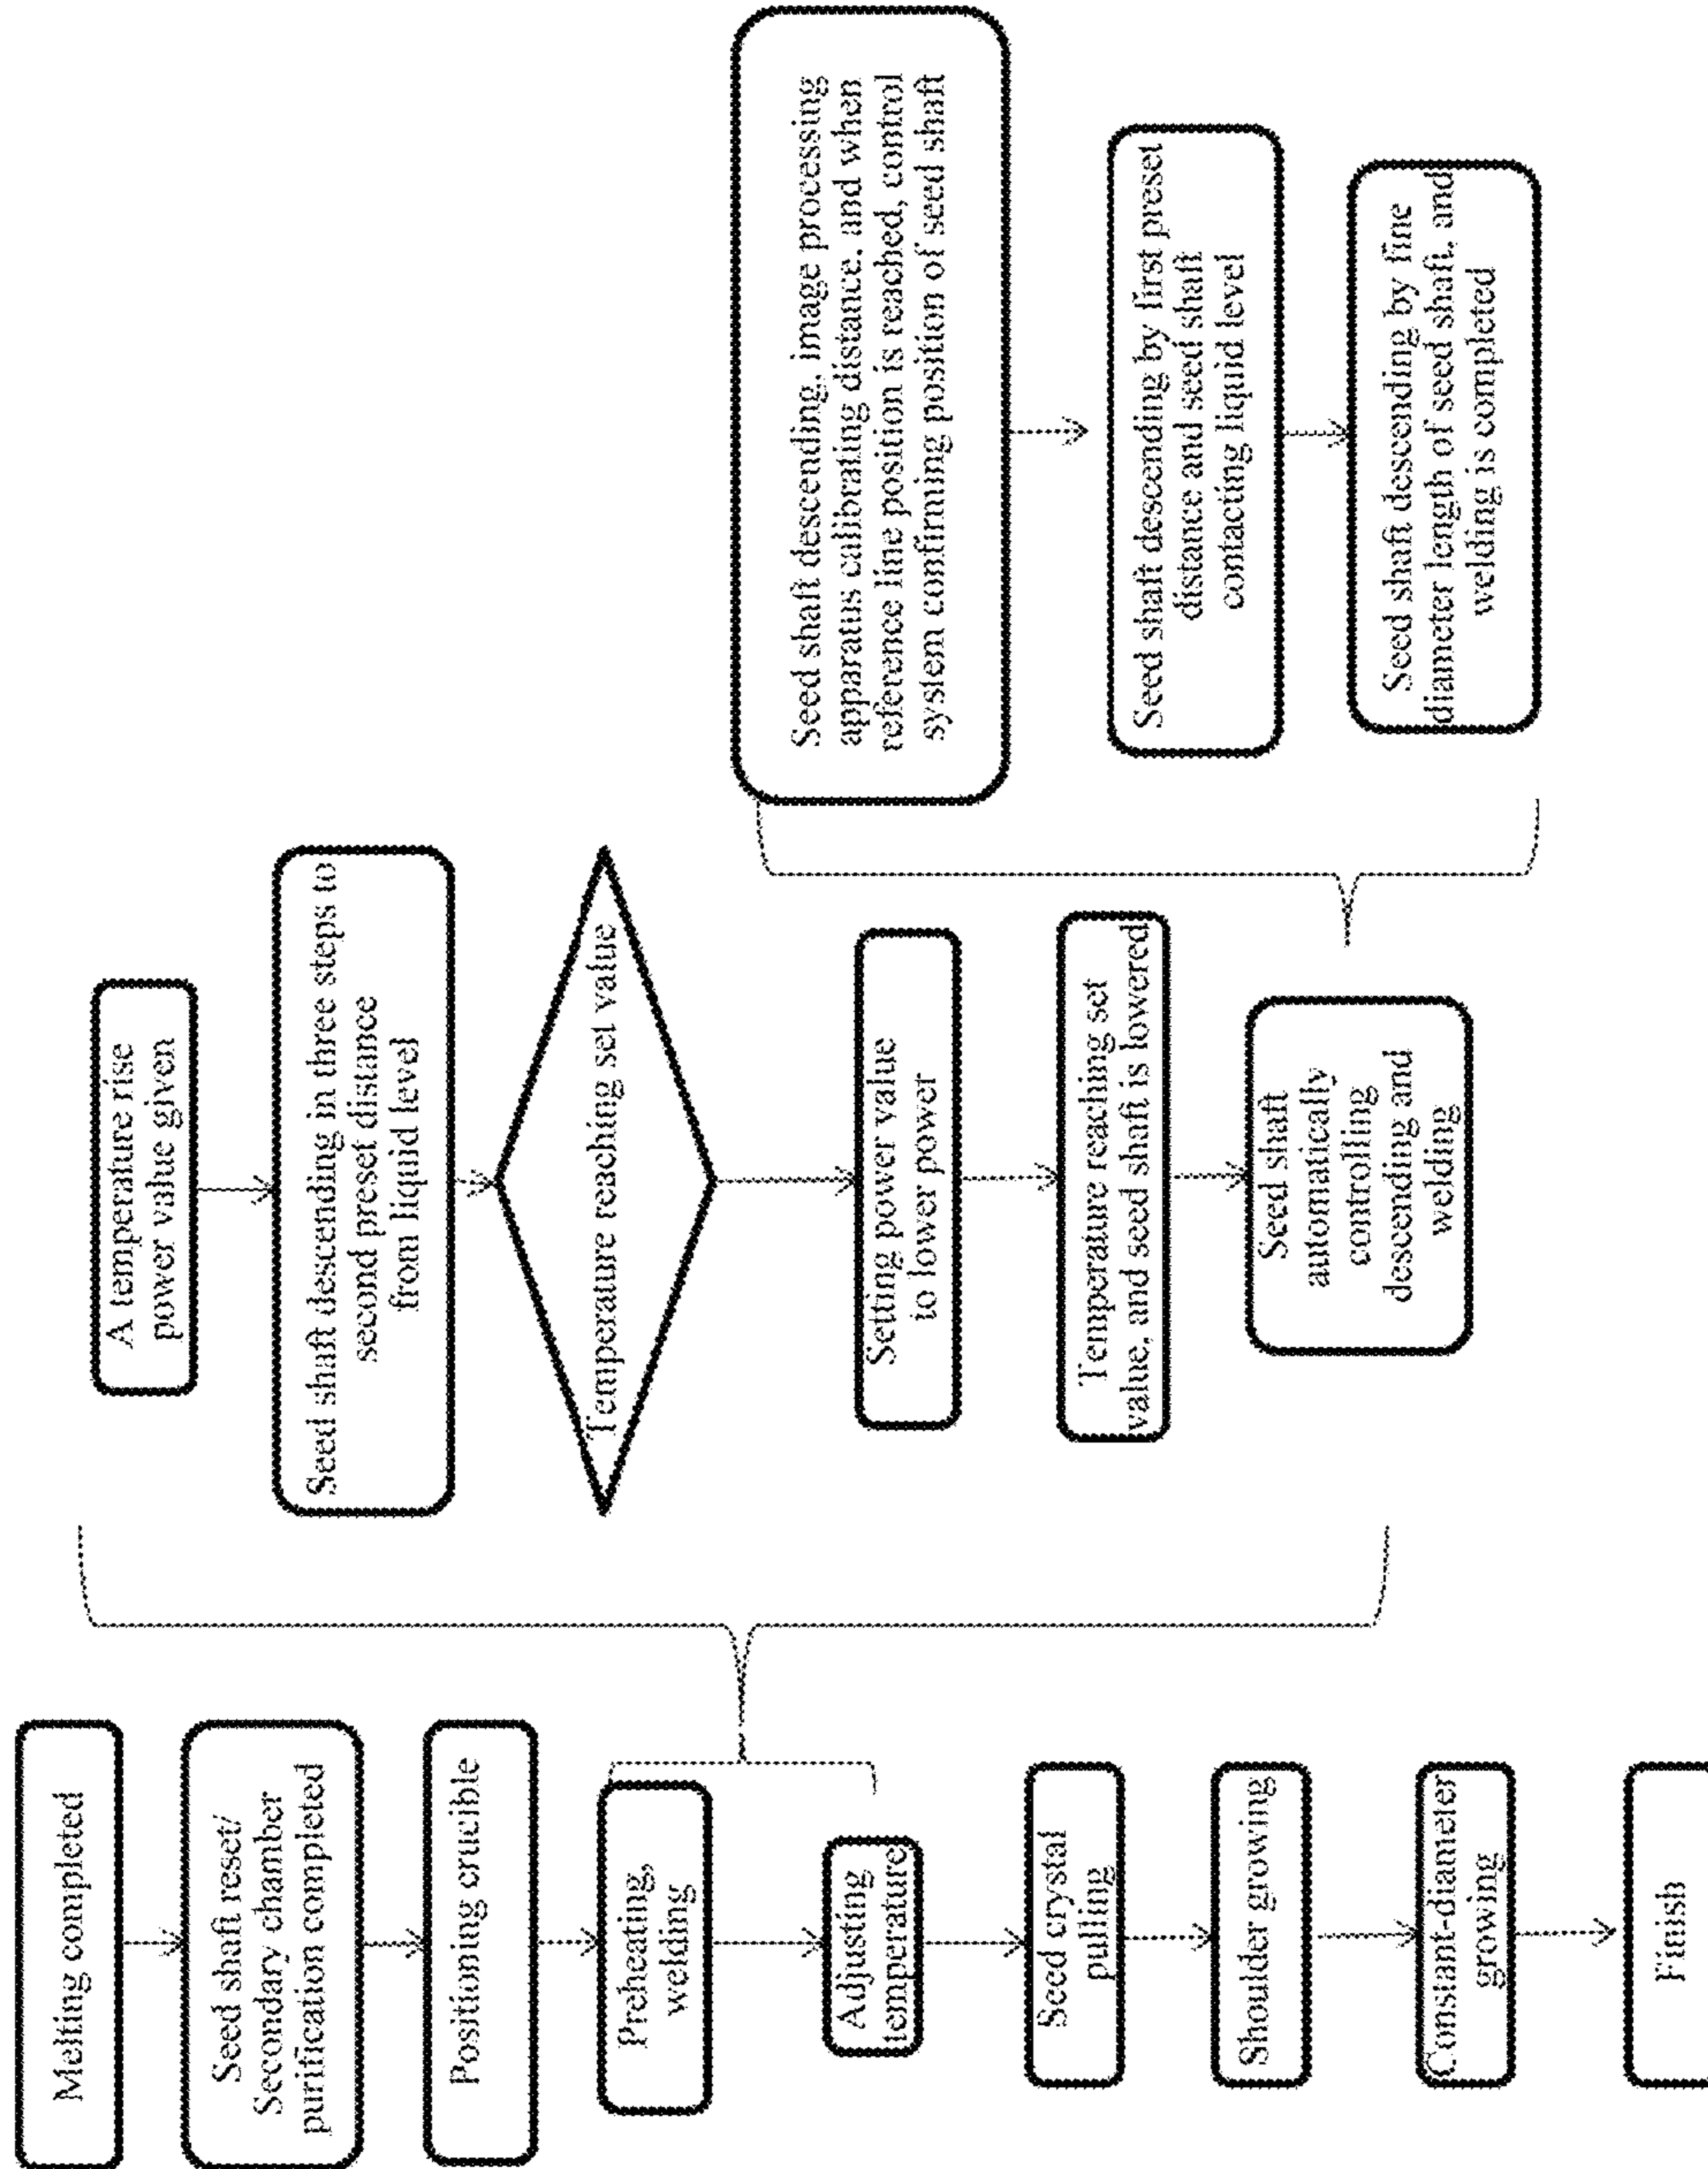 Melting completed
Seed shaft reset/
Secondary chamber
purification completed
Positioning crucible
Preheating,
welding
Adjusting
temperature
Seed crystal
pulling
Shoulder growing
Constant-diameter
growing
Finish
A temperature rise
power value given
Seed shaft descending in three steps to
second preset distance
from liquid level
Temperature reaching set value
Setting power value
to lower power
Temperature reaching set
value, and seed shaft is lowered
Seed shaft
automatically
controlling
descending and
welding
Seed shaft descending, image processing
apparatus calibrating distance, and when
reference line position is reached, control
system confirming position of seed shaft
Seed shaft descending by first preset
distance and seed shaft
contacting liquid level
Seed shaft descending by fine
diameter length of seed shaft, and
welding is completed